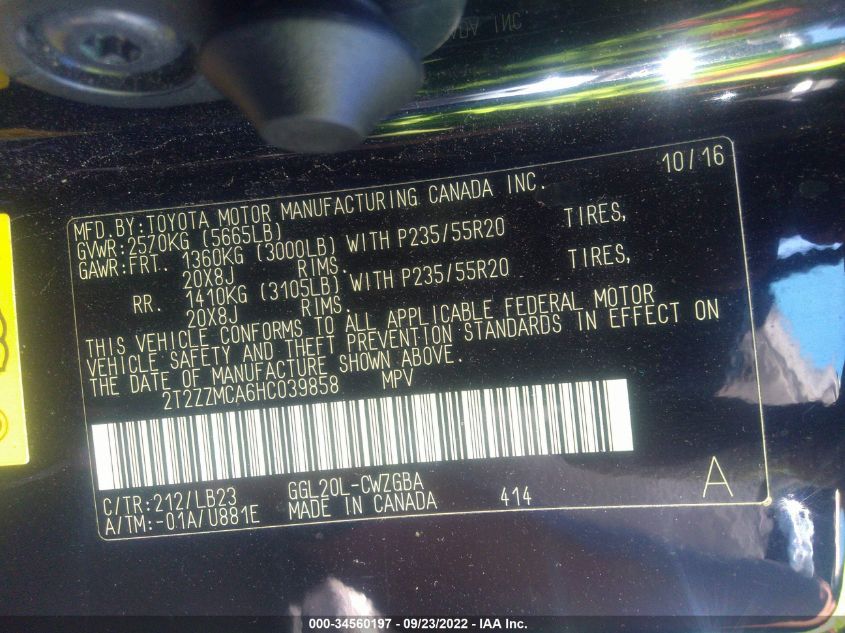 MFD. BY: TOYOTA MOTOR MANUFACTURING CANADA INC. 10/16
GVWR: 2570KG (5665LB)
GAWR: FRT. 1360KG (3000LB) WITH P235/55R20 TIRES,
20X8J RIMS.
RR. 1410KG (3105LB) WITH P235/55R20 TIRES,
20X8J RIMS.
THIS VEHICLE CONFORMS TO ALL APPLICABLE FEDERAL MOTOR
VEHICLE SAFETY AND THEFT PREVENTION STANDARDS IN EFFECT ON
THE DATE OF MANUFACTURE SHOWN ABOVE.
2T2ZZMCA6HC039858 MPV
C/TR: 212/LB23 GGL20L-CWZGBA
A/TM: -01A/U881E MADE IN CANADA 414 A
000-34560197 - 09/23/2022 - IAA Inc.